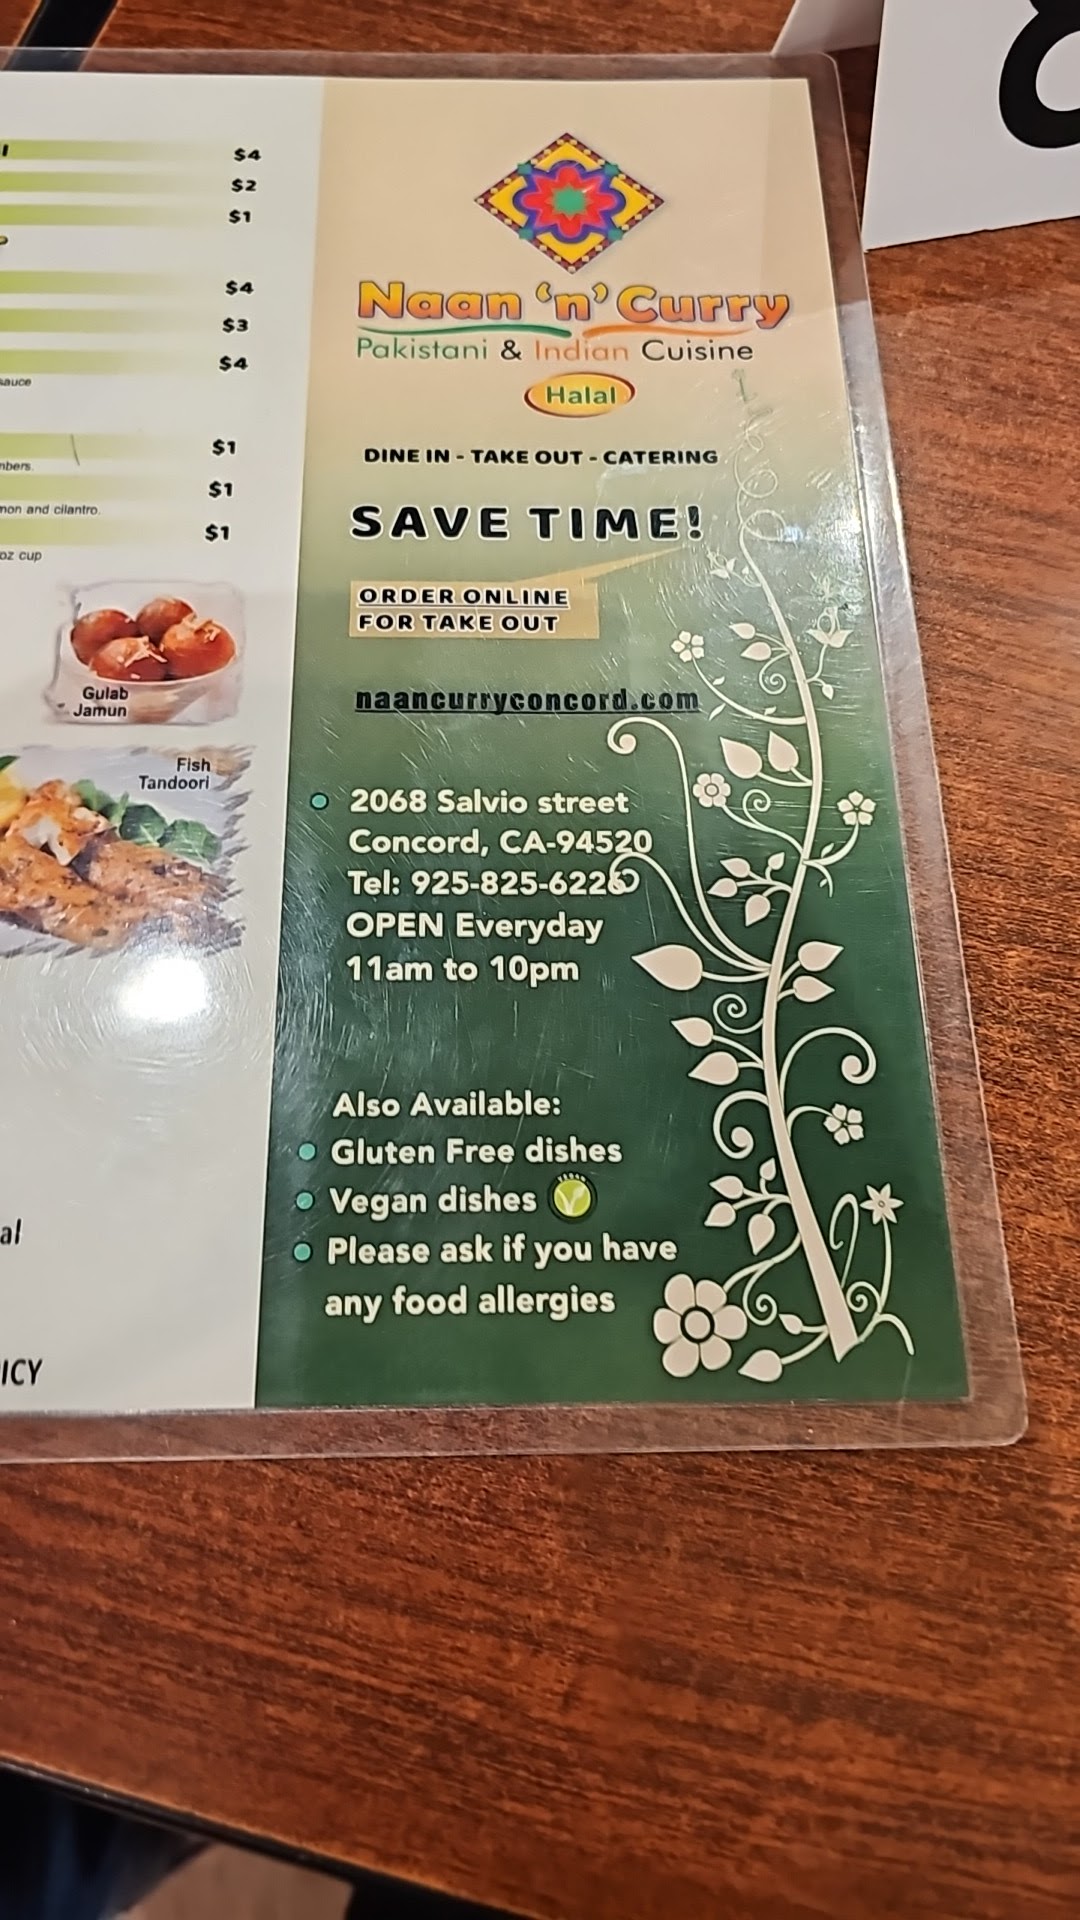 $4
$2
$1
$4
$3
$4
sauce
$1
$1
mon and cilantro.
$1
oz cup
Gulab
Jamun
Fish
Tandoori
al
ICY
Naan 'n' Curry
Pakistani & Indian Cuisine
Halal
DINE IN - TAKE OUT - CATERING
SAVE TIME!
ORDER ONLINE
FOR TAKE OUT
naancurryconcord.com
2068 Salvio street
Concord, CA-94520
Tel: 925-825-6226
OPEN Everyday
11am to 10pm
Also Available:
Gluten Free dishes
Vegan dishes
VEGAN
Please ask if you have
any food allergies